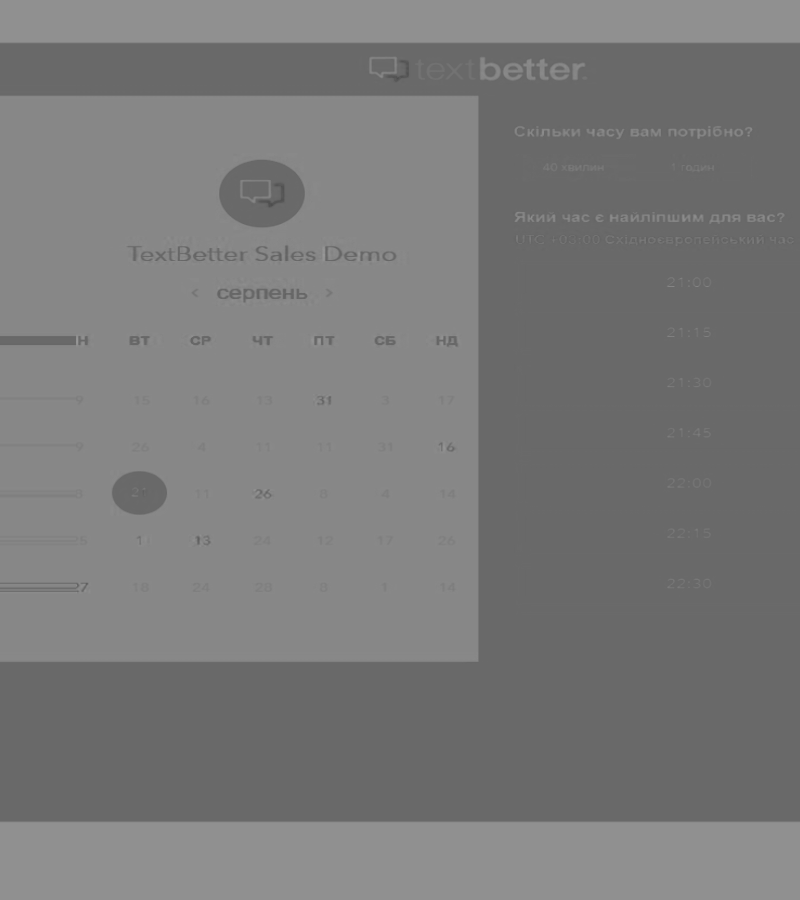 textbetter
TextBetter Sales Demo
‹ серпень ›
Н ВТ СР ЧТ ПТ СБ НД
9 15 16 13 31 3 17
9 26 4 11 11 31 16
8 21 11 26 8 4 14
5 1 13 24 12 17 26
27 18 24 28 8 1 14
Скільки часу вам потрібно?
40 хвилин 1 годин
Який час є найліпшим для вас?
UTC -05:00 Східноєвропейський час
21:00
21:15
21:30
21:45
22:00
22:15
22:30